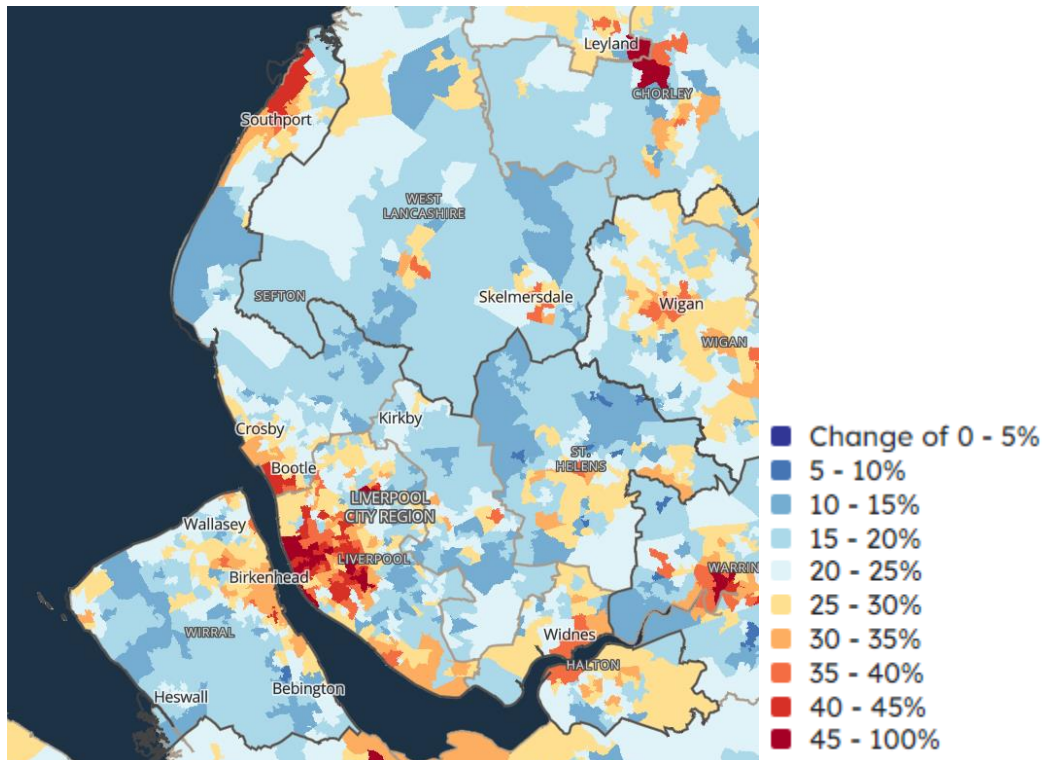 Leyland
CHORLEY
Southport
WEST
LANCASHIRE
SEFTON
Skelmersdale
Wigan
WIGAN
Crosby
Kirkby
Bootle
ST.
HELENS
LIVERPOOL
CITY REGION
Wallasey
LIVERPOOL
WARRIN
Birkenhead
WIRRAL
Widnes
HALTON
Heswall
Bebington
Change of 0 - 5%
5 - 10%
10 - 15%
15 - 20%
20 - 25%
25 - 30%
30 - 35%
35 - 40%
40 - 45%
45 - 100%